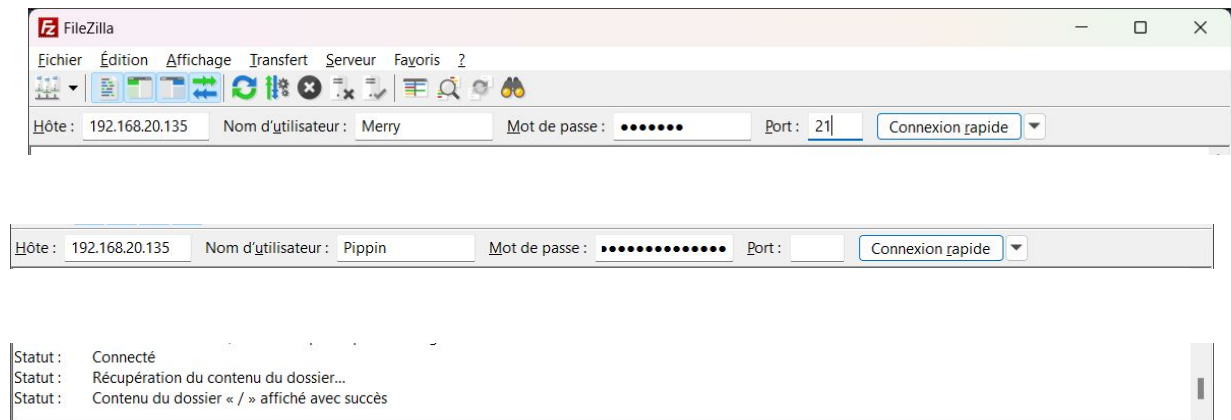 FileZilla
Fichier Édition Affichage Transfert Serveur Favoris ?
Hôte : 192.168.20.135 Nom d'utilisateur : Merry Mot de passe : ●●●●●●● Port : 21 Connexion rapide
Hôte : 192.168.20.135 Nom d'utilisateur : Pippin Mot de passe : ●●●●●●●●●●●●●● Port : Connexion rapide
Statut : Connecté
Statut : Récupération du contenu du dossier...
Statut : Contenu du dossier « / » affiché avec succès